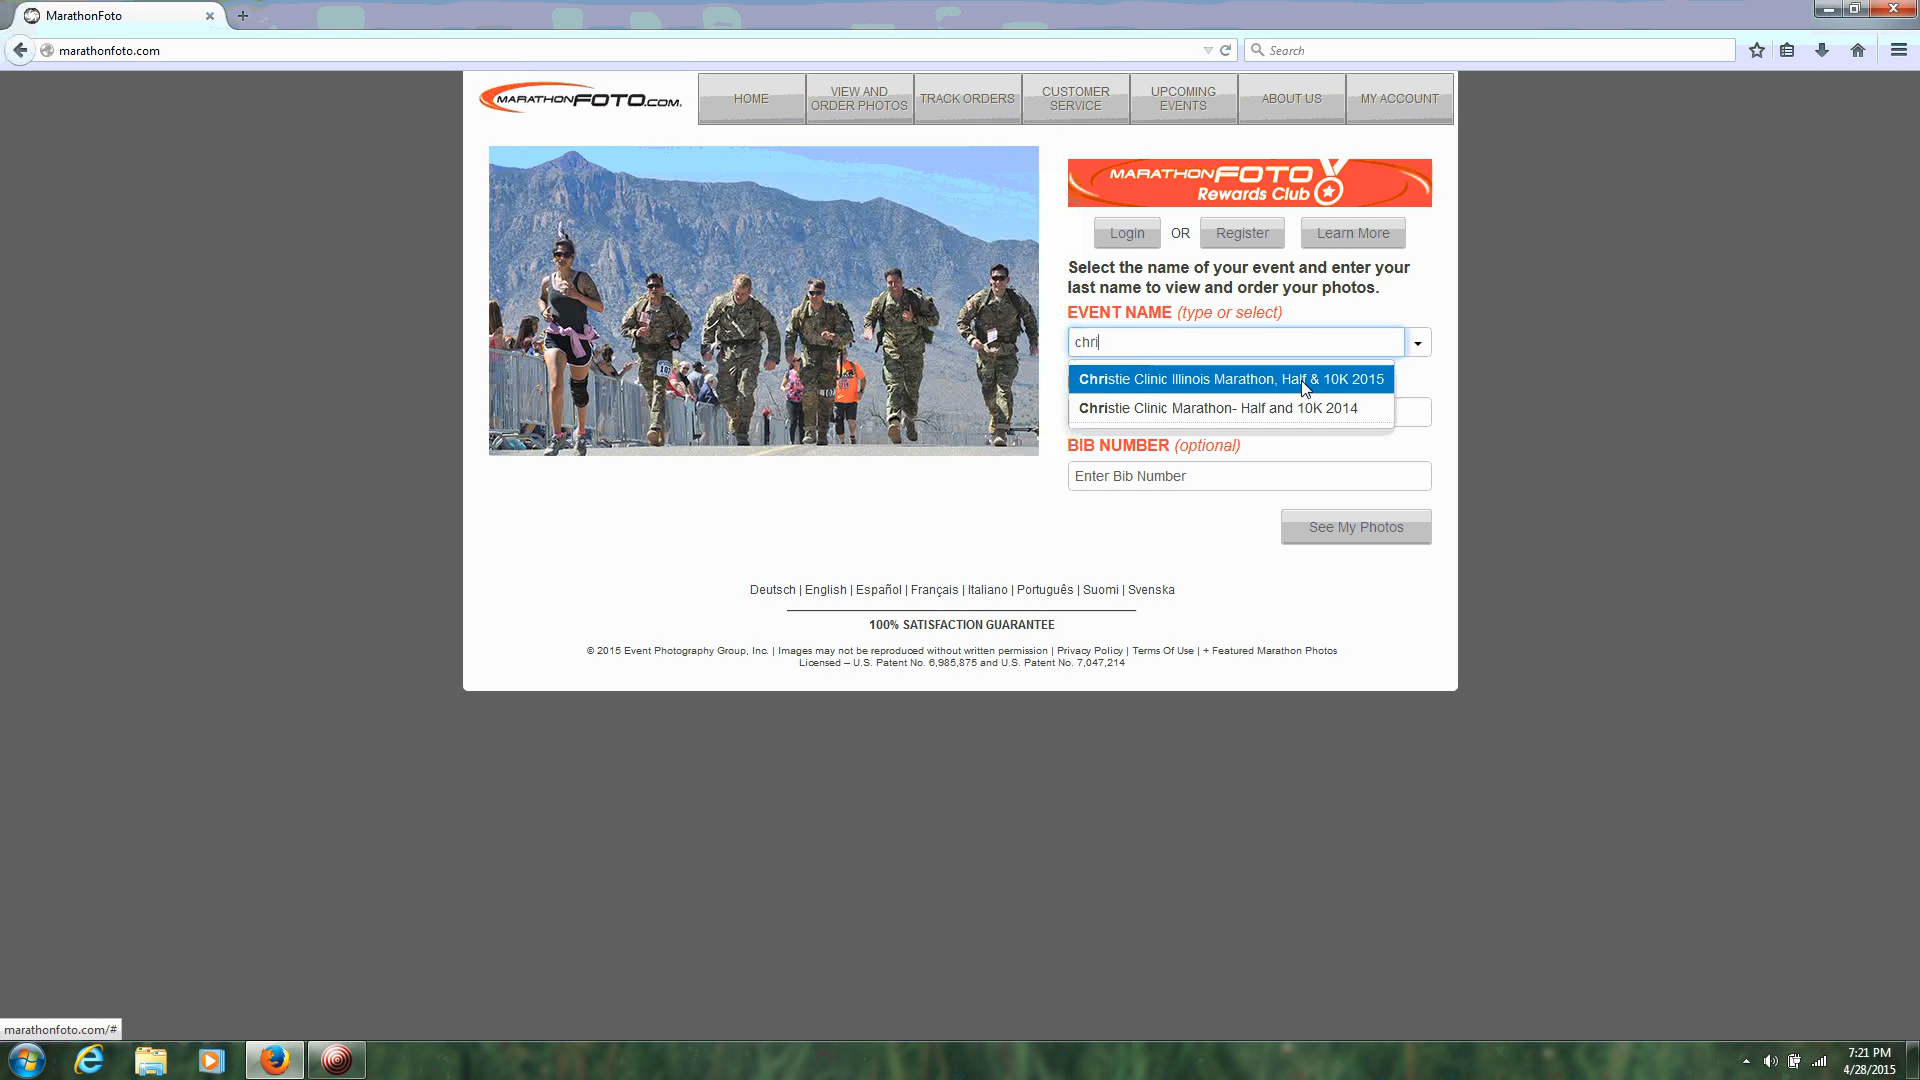 MarathonFoto
marathonfoto.com
Search
MARATHONFOTO.COM
HOME
VIEW AND
ORDER PHOTOS
TRACK ORDERS
CUSTOMER
SERVICE
UPCOMING
EVENTS
ABOUT US
MY ACCOUNT
MARATHONFOTO
Rewards Club
Login OR Register Learn More
Select the name of your event and enter your
last name to view and order your photos.
EVENT NAME (type or select)
chri
Christie Clinic Illinois Marathon, Half & 10K 2015
Christie Clinic Marathon- Half and 10K 2014
BIB NUMBER (optional)
Enter Bib Number
See My Photos
Deutsch | English | Español | Français | Italiano | Português | Suomi | Svenska
100% SATISFACTION GUARANTEE
© 2015 Event Photography Group, Inc. | Images may not be reproduced without written permission | Privacy Policy | Terms Of Use | + Featured Marathon Photos
Licensed – U.S. Patent No. 6,985,875 and U.S. Patent No. 7,047,214
marathonfoto.com/#
7:21 PM
4/28/2015